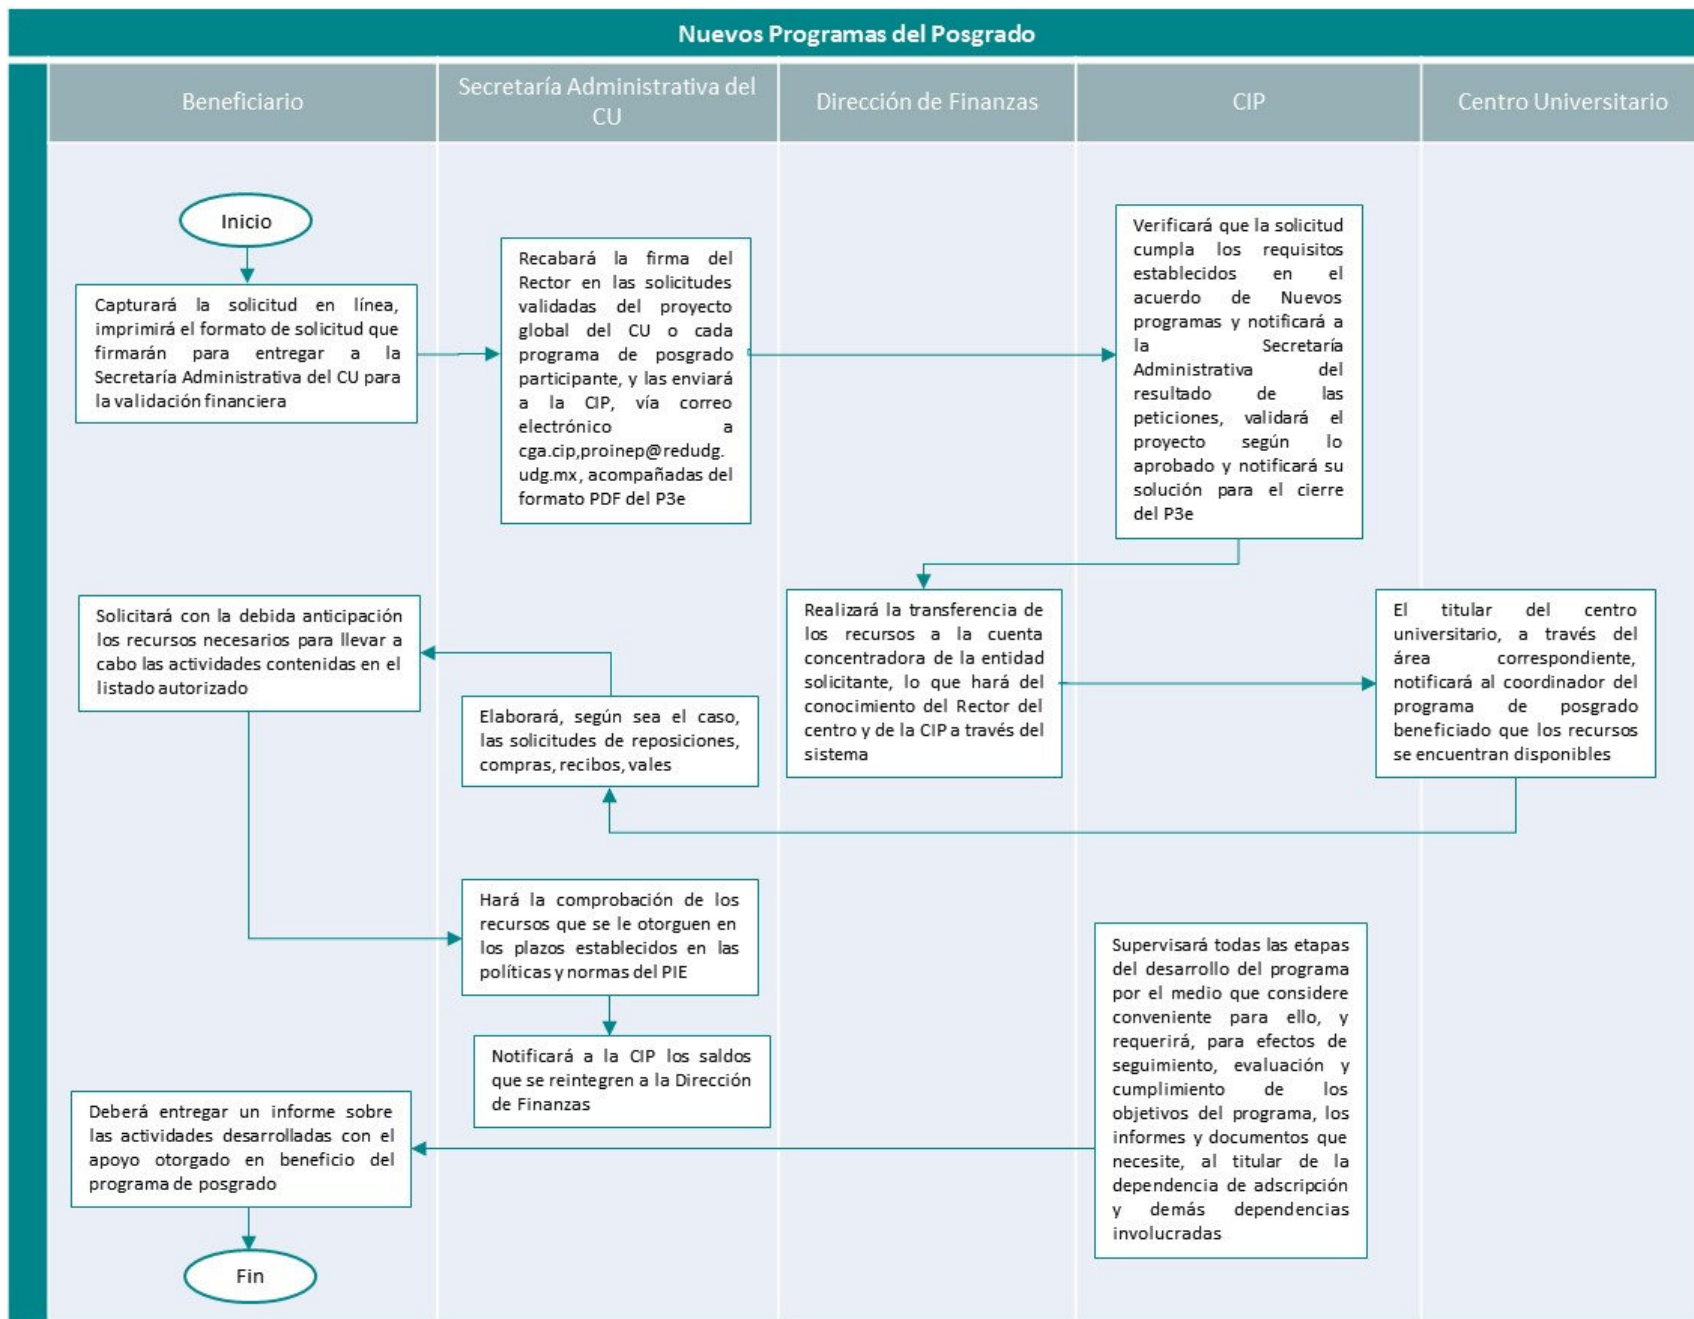 Nuevos Programas del Posgrado
Beneficiario
Secretaría Administrativa del
CU
Dirección de Finanzas
CIP
Centro Universitario
Inicio
Capturará la solicitud en línea,
imprimirá el formato de solicitud que
firmarán para entregar a la
Secretaría Administrativa del CU para
la validación financiera
Recabará la firma del
Rector en las solicitudes
validadas del proyecto
global del CU o cada
programa de posgrado
participante, y las enviará
a la CIP, vía correo
electrónico a
cga.cip,proinep@redudg.
udg.mx, acompañadas del
formato PDF del P3e
Verificará que la solicitud
cumpla los requisitos
establecidos en el
acuerdo de Nuevos
programas y notificará a
la Secretaría
Administrativa del
resultado de las
peticiones, validará el
proyecto según lo
aprobado y notificará su
solución para el cierre
del P3e
Realizará la transferencia de
los recursos a la cuenta
concentradora de la entidad
solicitante, lo que hará del
conocimiento del Rector del
centro y de la CIP a través del
sistema
El titular del centro
universitario, a través del
área correspondiente,
notificará al coordinador del
programa de posgrado
beneficiado que los recursos
se encuentran disponibles
Elaborará, según sea el caso,
las solicitudes de reposiciones,
compras, recibos, vales
Solicitará con la debida anticipación
los recursos necesarios para llevar a
cabo las actividades contenidas en el
listado autorizado
Hará la comprobación de los
recursos que se le otorguen en
los plazos establecidos en las
políticas y normas del PIE
Notificará a la CIP los saldos
que se reintegren a la Dirección
de Finanzas
Supervisará todas las etapas
del desarrollo del programa
por el medio que considere
conveniente para ello, y
requerirá, para efectos de
seguimiento, evaluación y
cumplimiento de los
objetivos del programa, los
informes y documentos que
necesite, al titular de la
dependencia de adscripción
y demás dependencias
involucradas
Deberá entregar un informe sobre
las actividades desarrolladas con el
apoyo otorgado en beneficio del
programa de posgrado
Fin